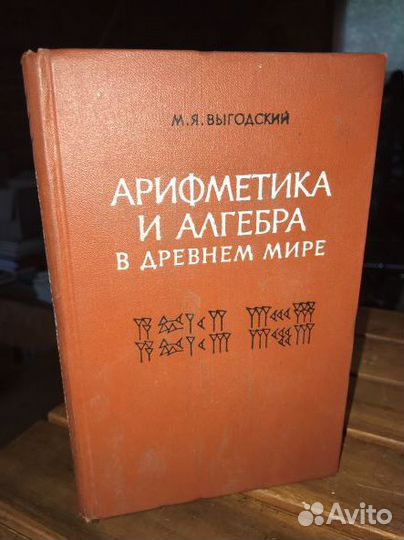 М.Я.ВЫГОДСКИЙ
АРИФМЕТИКА
И АЛГЕБРА
В ДРЕВНЕМ МИРЕ
Avito